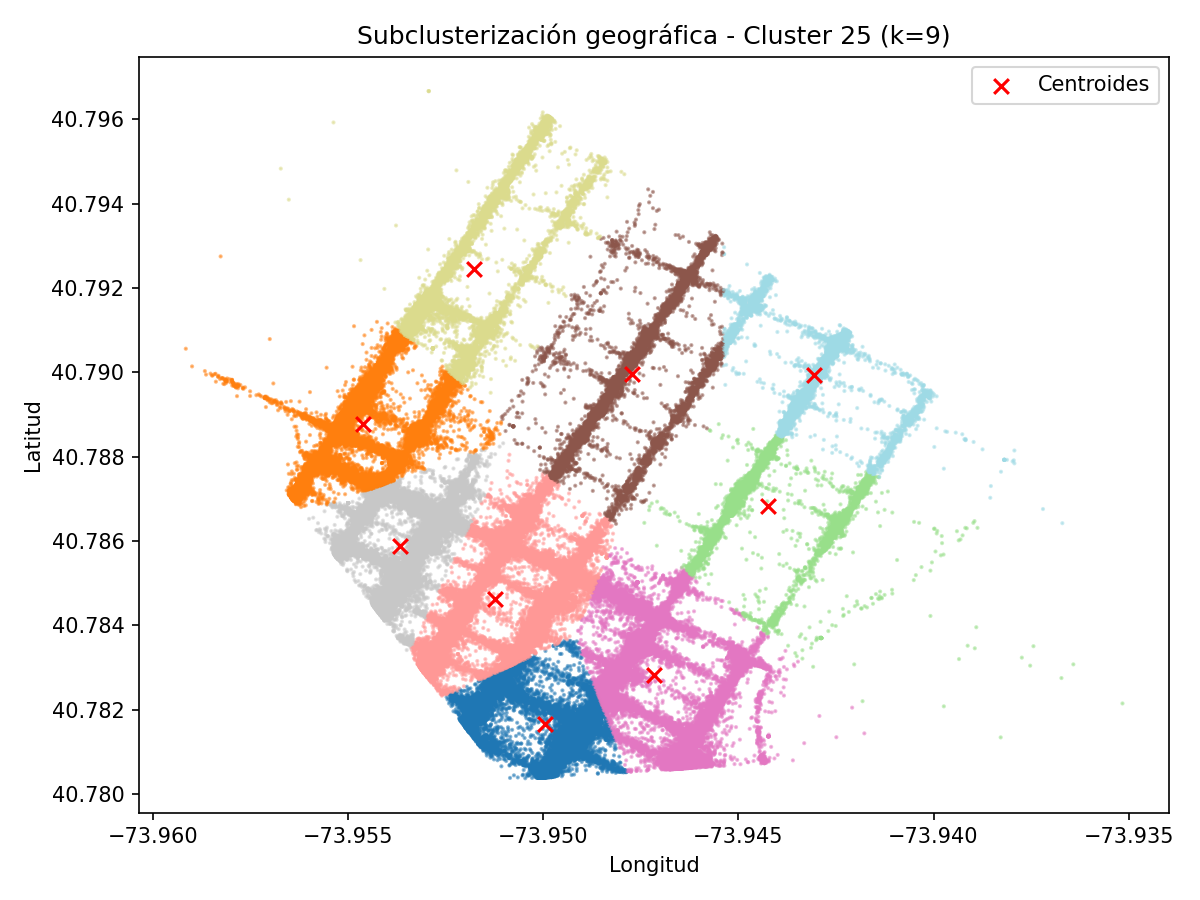 Subclusterización geográfica - Cluster 25 (k=9)
Centroides
40.796
40.794
40.792
40.790
40.788
40.786
40.784
40.782
40.780
Latitud
−73.960 −73.955 −73.950 −73.945 −73.940 −73.935
Longitud